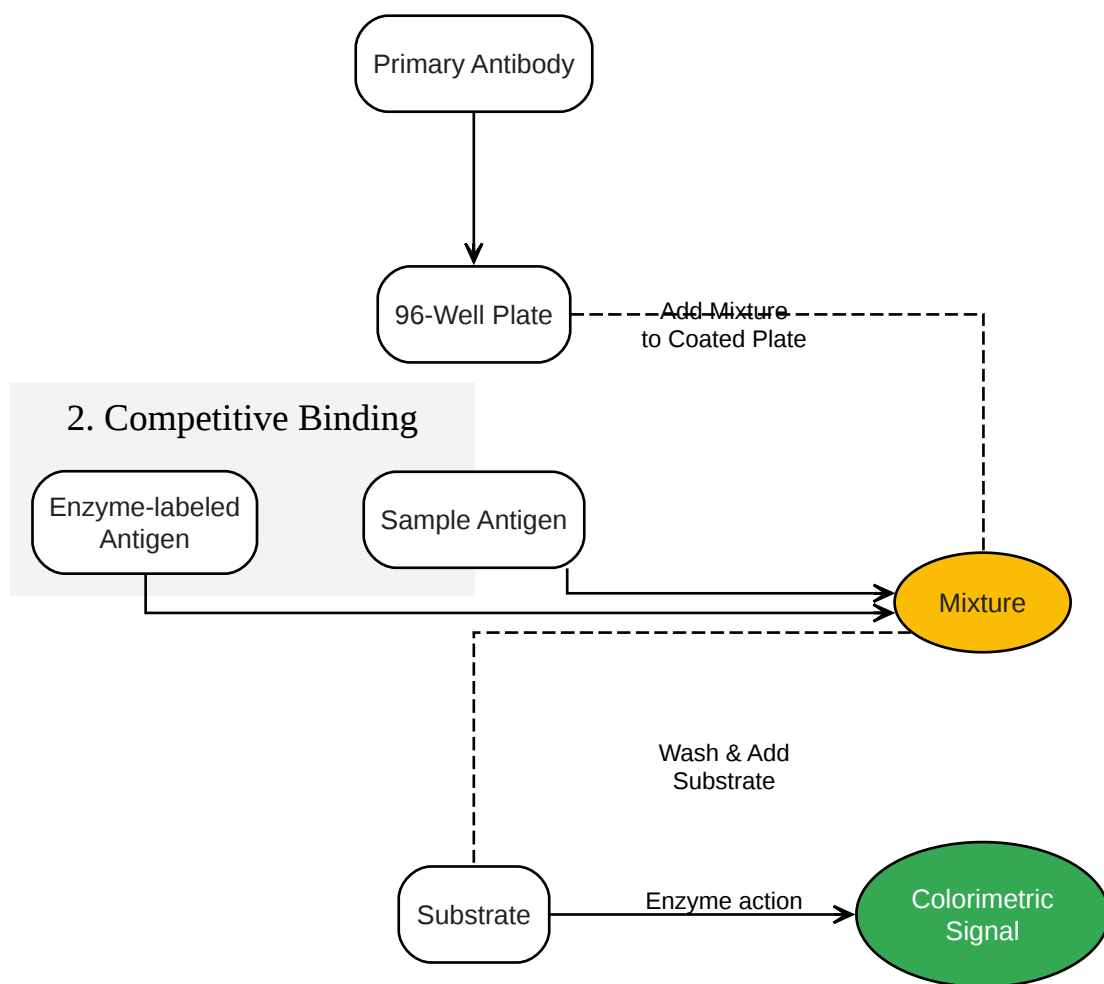 Primary Antibody
96-Well Plate
Add Mixture
to Coated Plate
2. Competitive Binding
Enzyme-labeled
Antigen
Sample Antigen
Mixture
Wash & Add
Substrate
Substrate
Enzyme action
Colorimetric
Signal